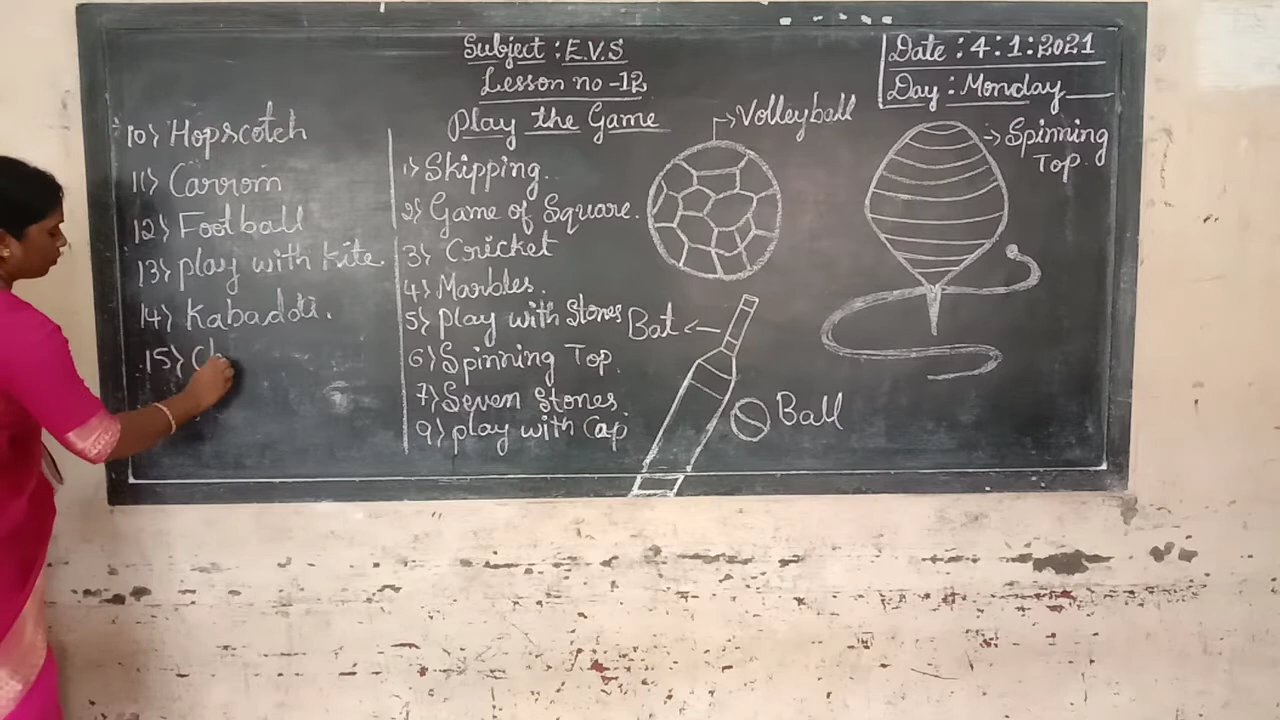 Subject : E.V.S
Lesson no -12
Play the Game
Date : 4:1:2021
Day : Monday
1) Skipping.
2) Game of Square.
3) Cricket
4) Marbles.
5) play with Stones
6) Spinning Top.
7) Seven Stones.
9) play with Cap
10) Hopscotch
11) Carrom
12) Football
13) play with kite
14) Kabaddi.
15) Ch
Volleyball
Spinning
Top.
Bat
Ball